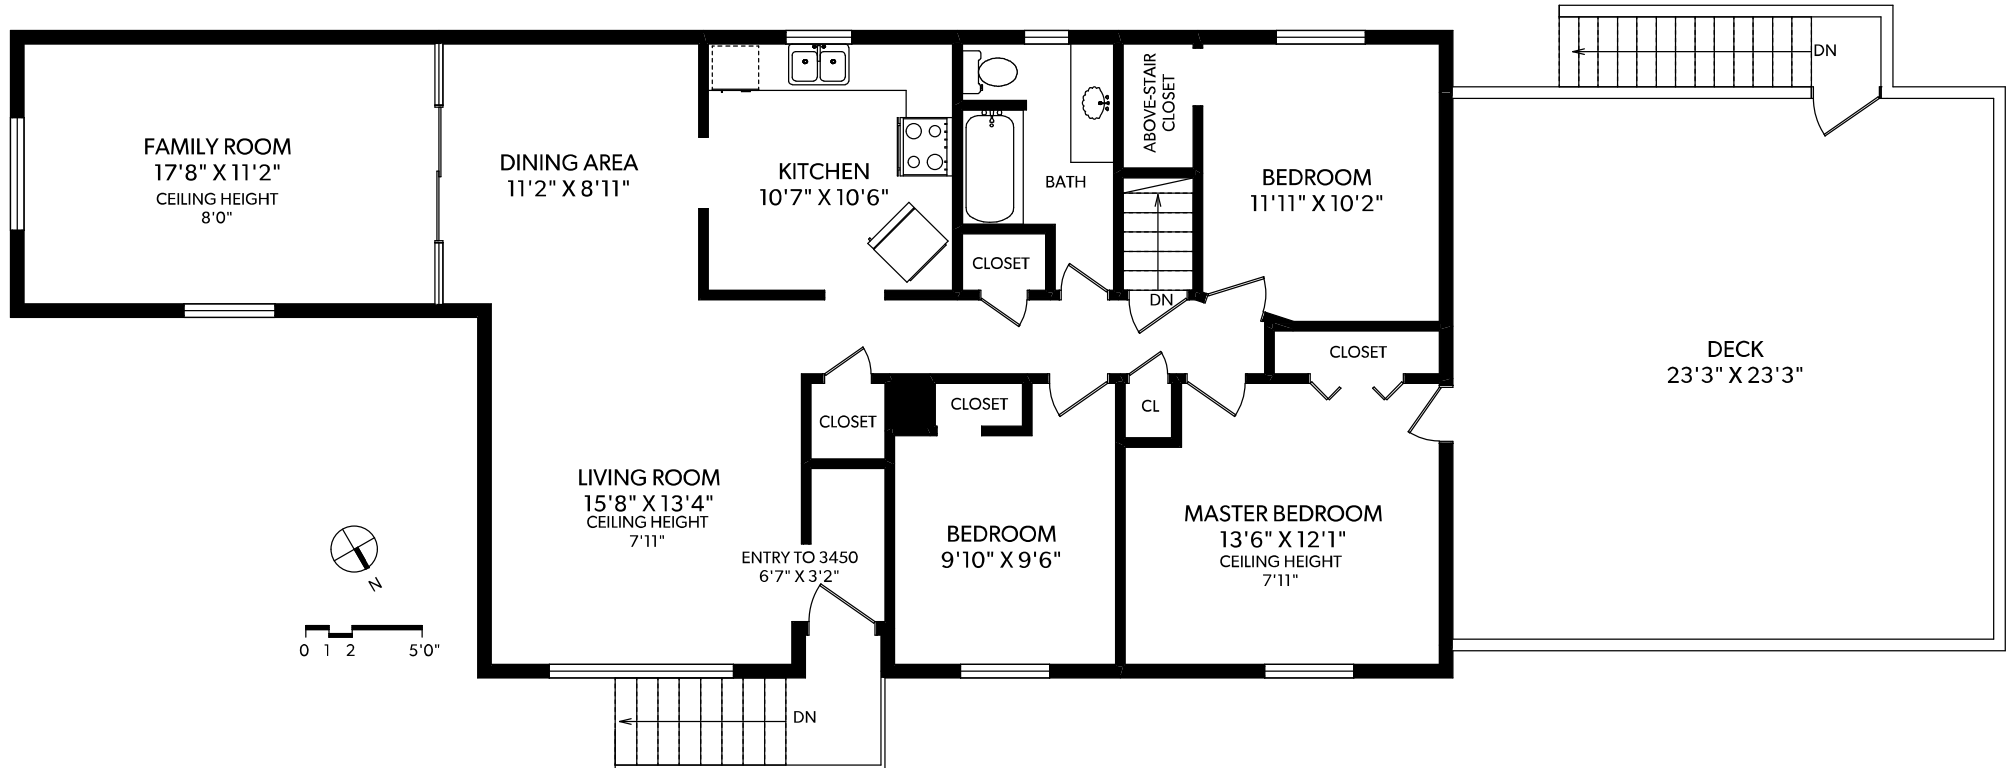 DN
FAMILY ROOM
17'8" X 11'2"
CEILING HEIGHT
8'0"
DINING AREA
11'2" X 8'11"
KITCHEN
10'7" X 10'6"
BATH
ABOVE-STAIR
CLOSET
BEDROOM
11'11" X 10'2"
CLOSET
DN
CLOSET
DECK
23'3" X 23'3"
CLOSET
CLOSET
CL
LIVING ROOM
15'8" X 13'4"
CEILING HEIGHT
7'11"
ENTRY TO 3450
6'7" X 3'2"
BEDROOM
9'10" X 9'6"
MASTER BEDROOM
13'6" X 12'1"
CEILING HEIGHT
7'11"
N
0 1 2 5'0"
DN